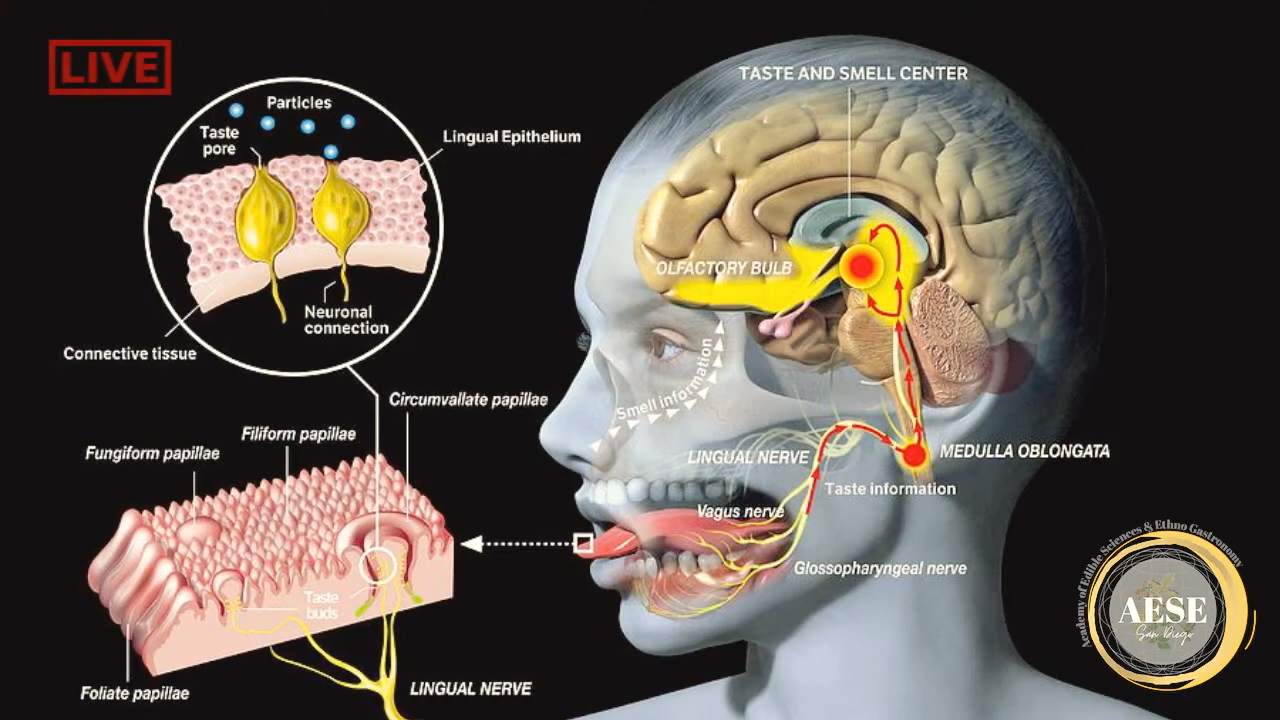 LIVE
TASTE AND SMELL CENTER
Particles
Taste
pore
Lingual Epithelium
OLFACTORY BULB
Neuronal
connection
Connective tissue
Smell information
Circumvallate papillae
Filiform papillae
Fungiform papillae
LINGUAL NERVE
MEDULLA OBLONGATA
Taste information
Vagus nerve
Glossopharyngeal nerve
Taste
buds
Foliate papillae
LINGUAL NERVE
Academy of Edible Sciences & Ethno Gastronomy
AESE
San Diego